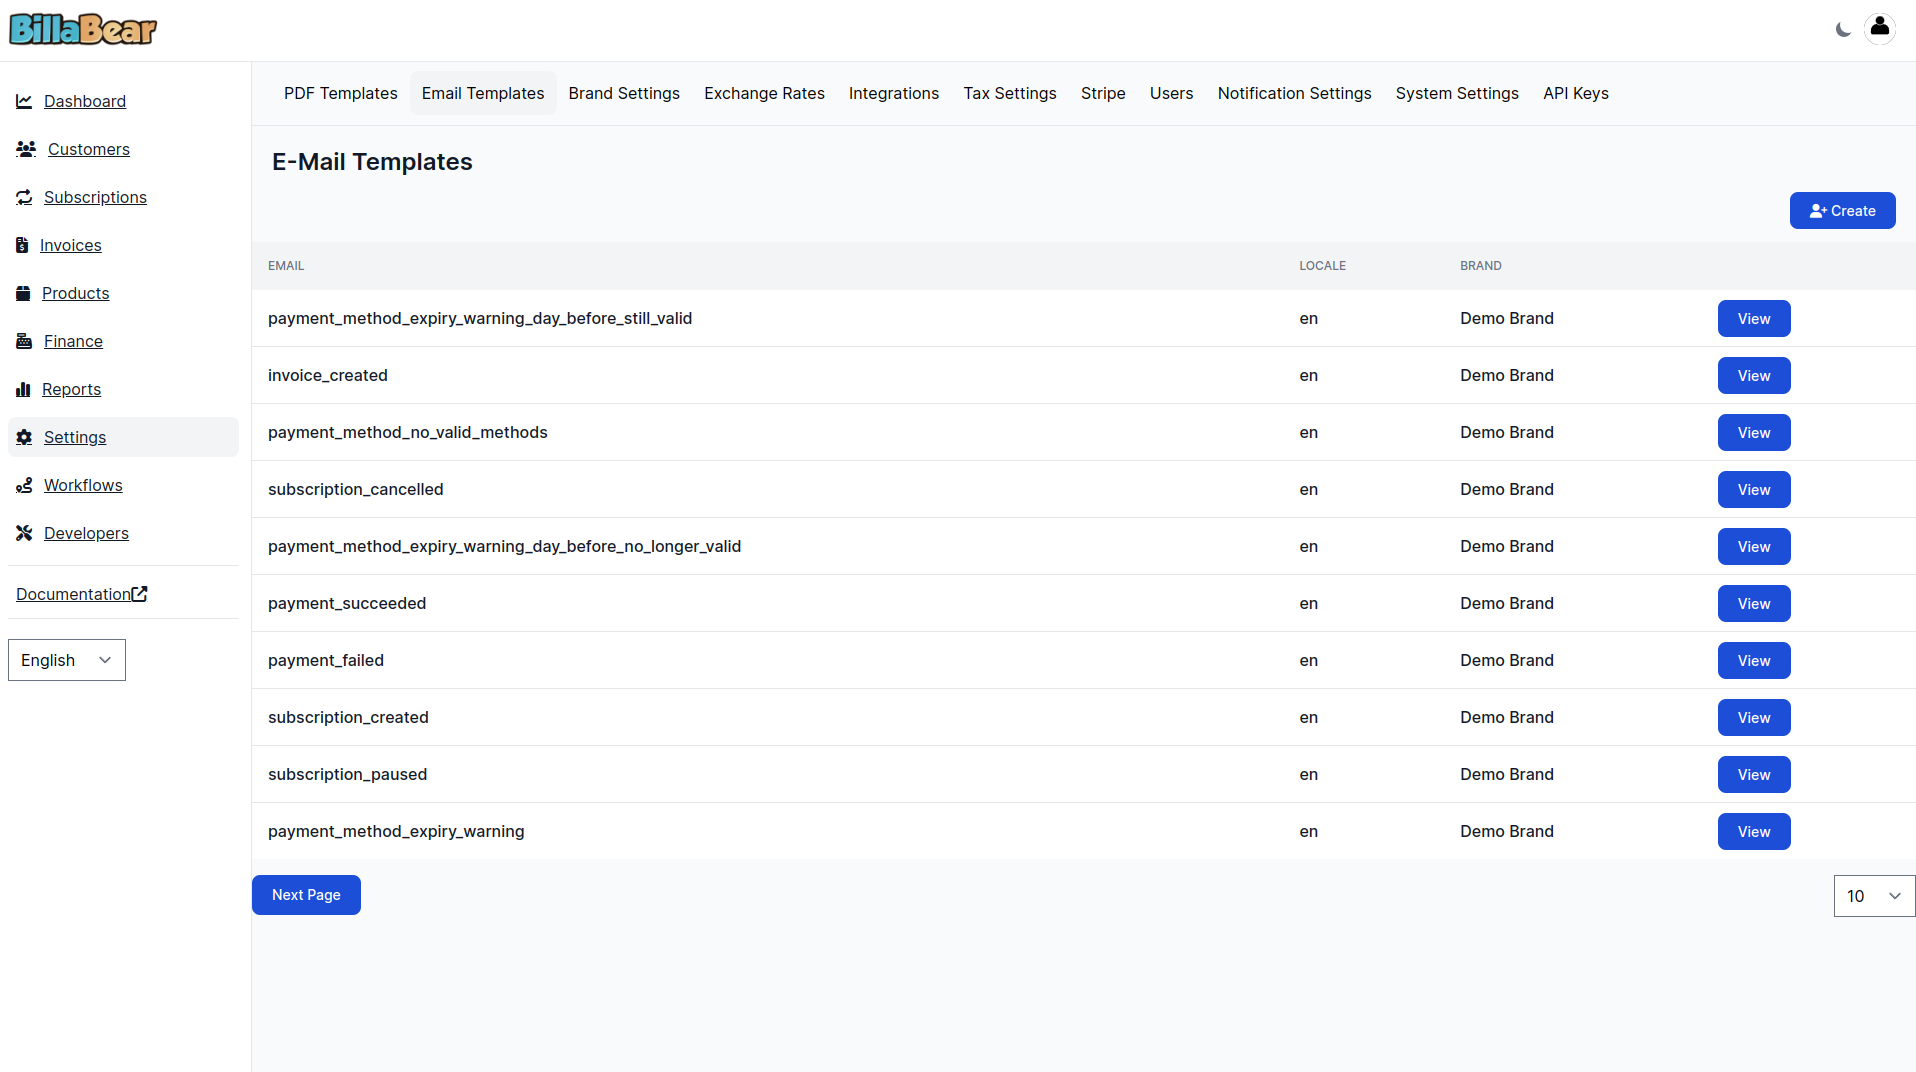 BillaBear
Dashboard
Customers
Subscriptions
Invoices
Products
Finance
Reports
Settings
Workflows
Developers
Documentation
English
PDF Templates Email Templates Brand Settings Exchange Rates Integrations Tax Settings Stripe Users Notification Settings System Settings API Keys
E-Mail Templates
Create
EMAIL LOCALE BRAND
payment_method_expiry_warning_day_before_still_valid en Demo Brand View
invoice_created en Demo Brand View
payment_method_no_valid_methods en Demo Brand View
subscription_cancelled en Demo Brand View
payment_method_expiry_warning_day_before_no_longer_valid en Demo Brand View
payment_succeeded en Demo Brand View
payment_failed en Demo Brand View
subscription_created en Demo Brand View
subscription_paused en Demo Brand View
payment_method_expiry_warning en Demo Brand View
Next Page 10